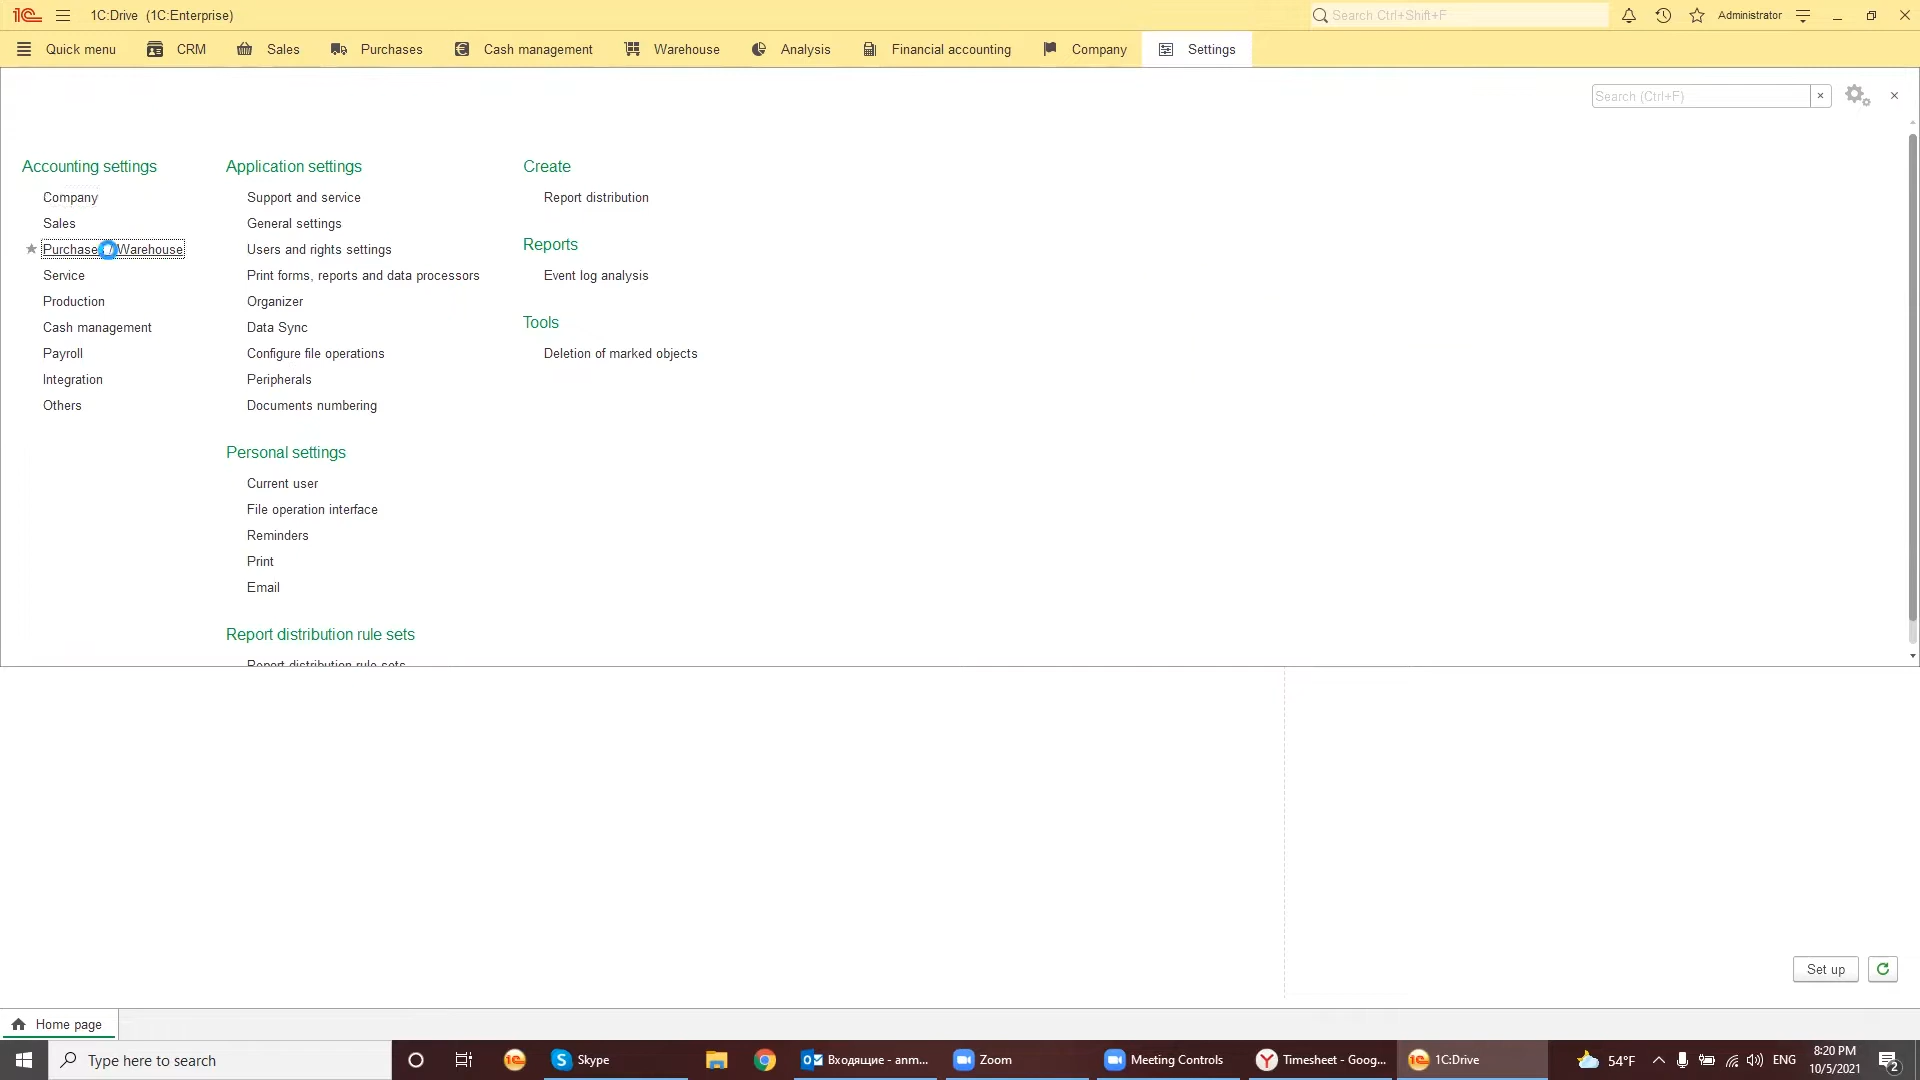 1C:Drive (1C:Enterprise)
Search Ctrl+Shift+F
Administrator
Quick menu
CRM
Sales
Purchases
Cash management
Warehouse
Analysis
Financial accounting
Company
Settings
Search (Ctrl+F)
Accounting settings
Company
Sales
Purchase / Warehouse
Service
Production
Cash management
Payroll
Integration
Others
Application settings
Support and service
General settings
Users and rights settings
Print forms, reports and data processors
Organizer
Data Sync
Configure file operations
Peripherals
Documents numbering
Personal settings
Current user
File operation interface
Reminders
Print
Email
Report distribution rule sets
Report distribution rule sets
Create
Report distribution
Reports
Event log analysis
Tools
Deletion of marked objects
Set up
Home page
Type here to search
Skype
Входящие - anm...
Zoom
Meeting Controls
Timesheet - Goog...
1C:Drive
54°F
ENG
8:20 PM
10/5/2021
2